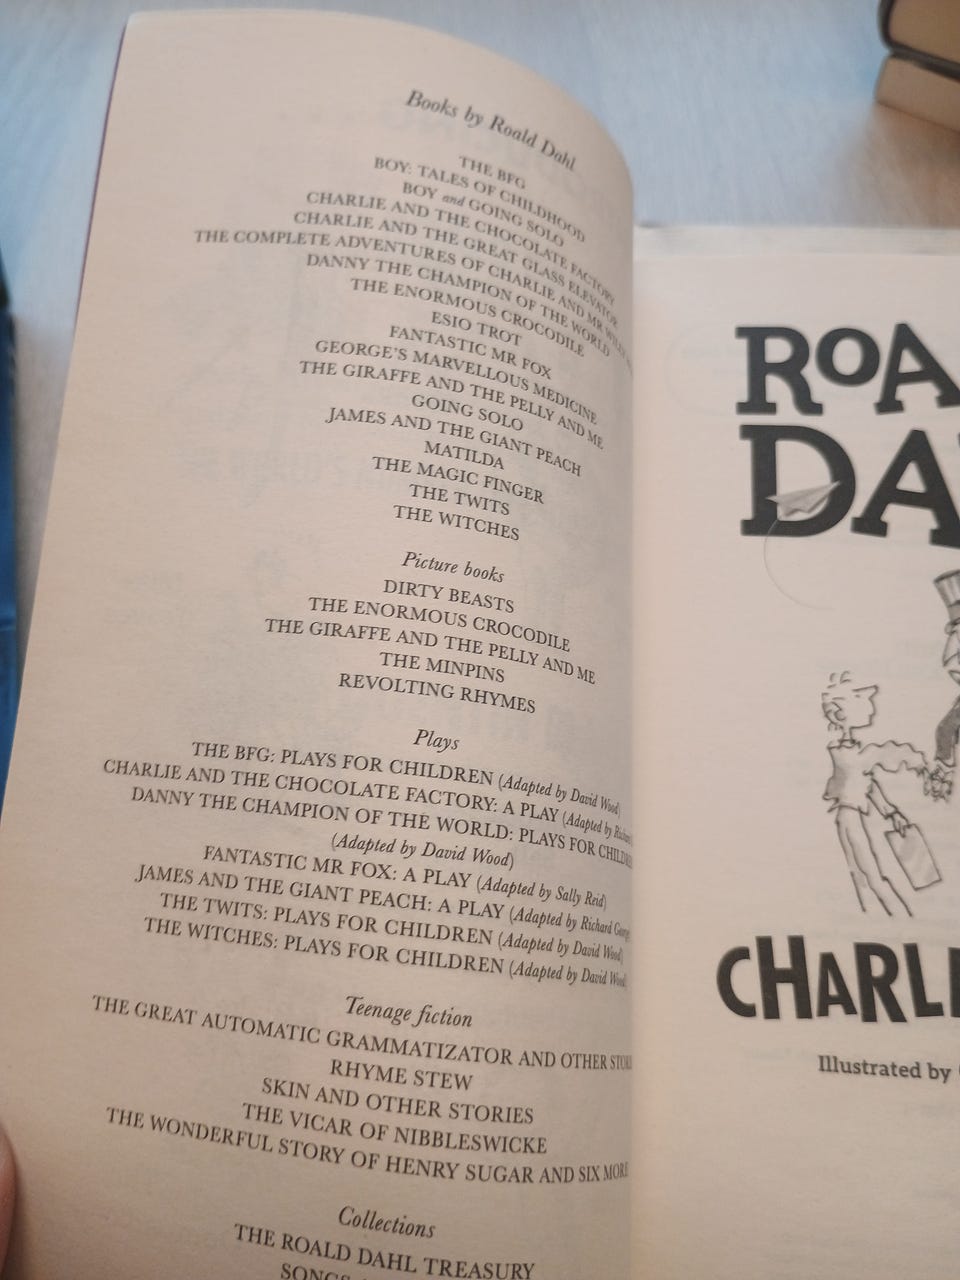 Books by Roald Dahl
THE BFG
BOY: TALES OF CHILDHOOD
BOY and GOING SOLO
CHARLIE AND THE CHOCOLATE FACTORY
CHARLIE AND THE GREAT GLASS ELEVATOR
THE COMPLETE ADVENTURES OF CHARLIE AND MR
DANNY THE CHAMPION OF THE WORLD
THE ENORMOUS CROCODILE
ESIO TROT
FANTASTIC MR FOX
GEORGE'S MARVELLOUS MEDICINE
THE GIRAFFE AND THE PELLY AND ME
GOING SOLO
JAMES AND THE GIANT PEACH
MATILDA
THE MAGIC FINGER
THE TWITS
THE WITCHES
Picture books
DIRTY BEASTS
THE ENORMOUS CROCODILE
THE GIRAFFE AND THE PELLY AND ME
THE MINPINS
REVOLTING RHYMES
Plays
THE BFG: PLAYS FOR CHILDREN (Adapted by David Wood)
CHARLIE AND THE CHOCOLATE FACTORY: A PLAY (Adapted by
DANNY THE CHAMPION OF THE WORLD: PLAYS FOR
(Adapted by David Wood)
FANTASTIC MR FOX: A PLAY (Adapted by Sally Reid)
JAMES AND THE GIANT PEACH: A PLAY (Adapted by Richard
THE TWITS: PLAYS FOR CHILDREN (Adapted by David Wood)
THE WITCHES: PLAYS FOR CHILDREN (Adapted by David Wood)
Teenage fiction
THE GREAT AUTOMATIC GRAMMATIZATOR AND OTHER
RHYME STEW
SKIN AND OTHER STORIES
THE VICAR OF NIBBLESWICKE
THE WONDERFUL STORY OF HENRY SUGAR AND SIX MORE
Collections
THE ROALD DAHL TREASURY
ROA
DA
CHARL
Illustrated by